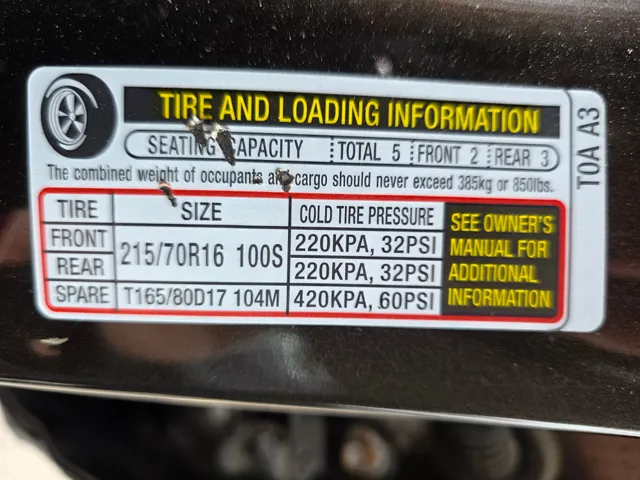 TIRE AND LOADING INFORMATION
SEATING CAPACITY TOTAL 5 FRONT 2 REAR 3
The combined weight of occupants and cargo should never exceed 385kg or 850lbs.
TIRE SIZE COLD TIRE PRESSURE
FRONT 215/70R16 100S 220KPA, 32PSI
REAR 220KPA, 32PSI
SPARE T165/80D17 104M 420KPA, 60PSI
SEE OWNER'S
MANUAL FOR
ADDITIONAL
INFORMATION
T0A A3